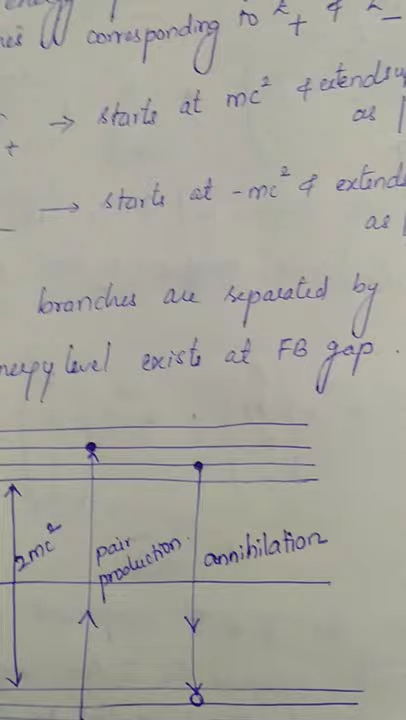 corresponding to
→ starts at mc² & extends
+
as
→ starts at -mc² & extends
as
branches are separated by
level exists at FB gap.
2mc²
pair production.
annihilation